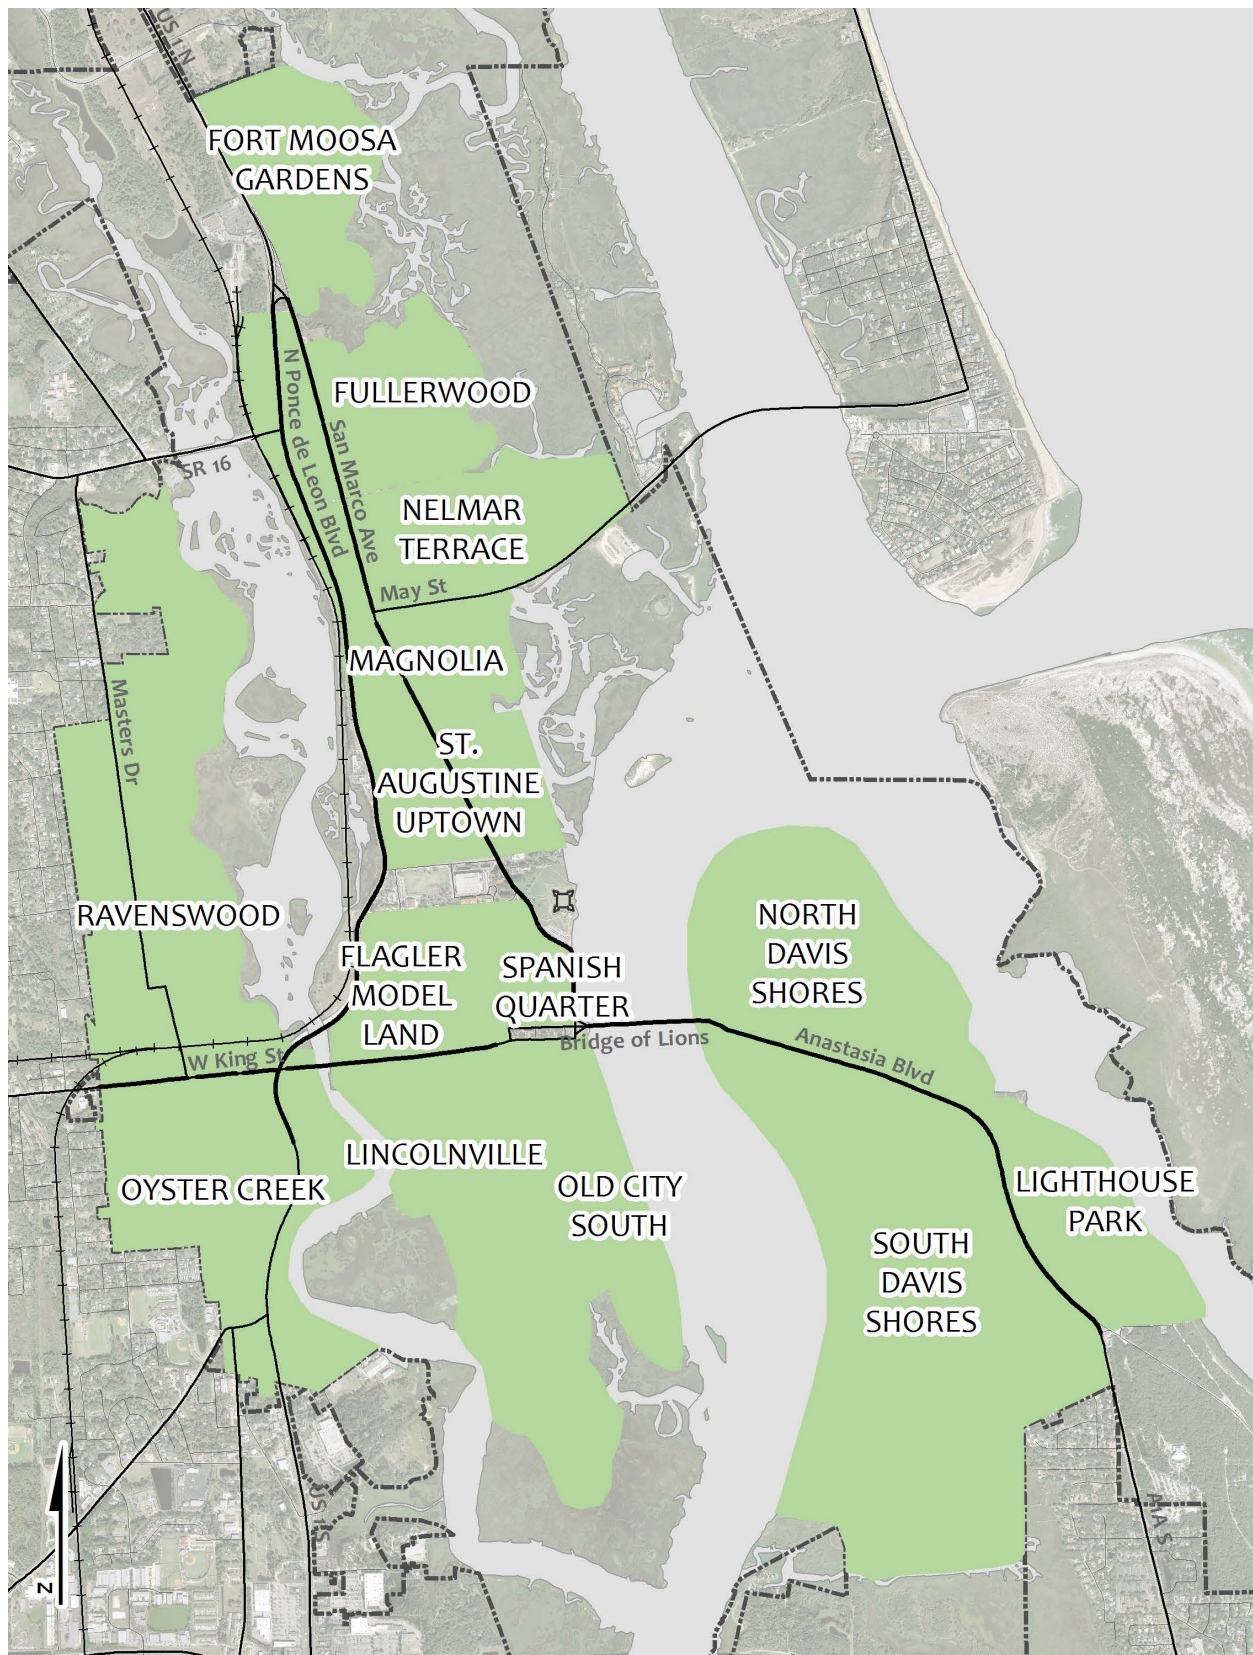 US 1 N
FORT MOOSA
GARDENS
N Ponce de Leon Blvd
San Marco Ave
FULLERWOOD
SR 16
NELMAR
TERRACE
May St
MAGNOLIA
Masters Dr
ST.
AUGUSTINE
UPTOWN
RAVENSWOOD
FLAGLER
MODEL
LAND
SPANISH
QUARTER
NORTH
DAVIS
SHORES
W King St
Bridge of Lions
Anastasia Blvd
LINCOLNVILLE
OYSTER CREEK
OLD CITY
SOUTH
LIGHTHOUSE
PARK
SOUTH
DAVIS
SHORES
US 1 S
A1A S
N